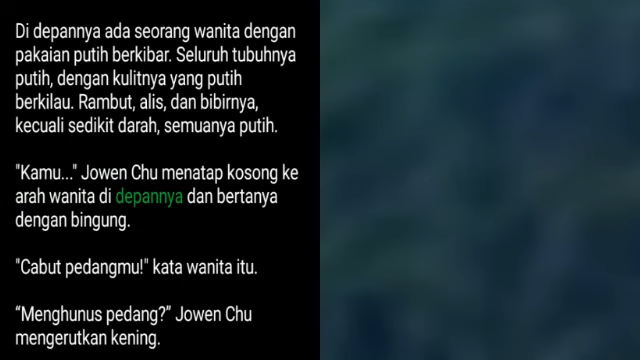 Di depannya ada seorang wanita dengan
pakaian putih berkibar. Seluruh tubuhnya
putih, dengan kulitnya yang putih
berkilau. Rambut, alis, dan bibirnya,
kecuali sedikit darah, semuanya putih.
"Kamu..." Jowen Chu menatap kosong ke
arah wanita di depannya dan bertanya
dengan bingung.
"Cabut pedangmu!" kata wanita itu.
“Menghunus pedang?” Jowen Chu
mengerutkan kening.